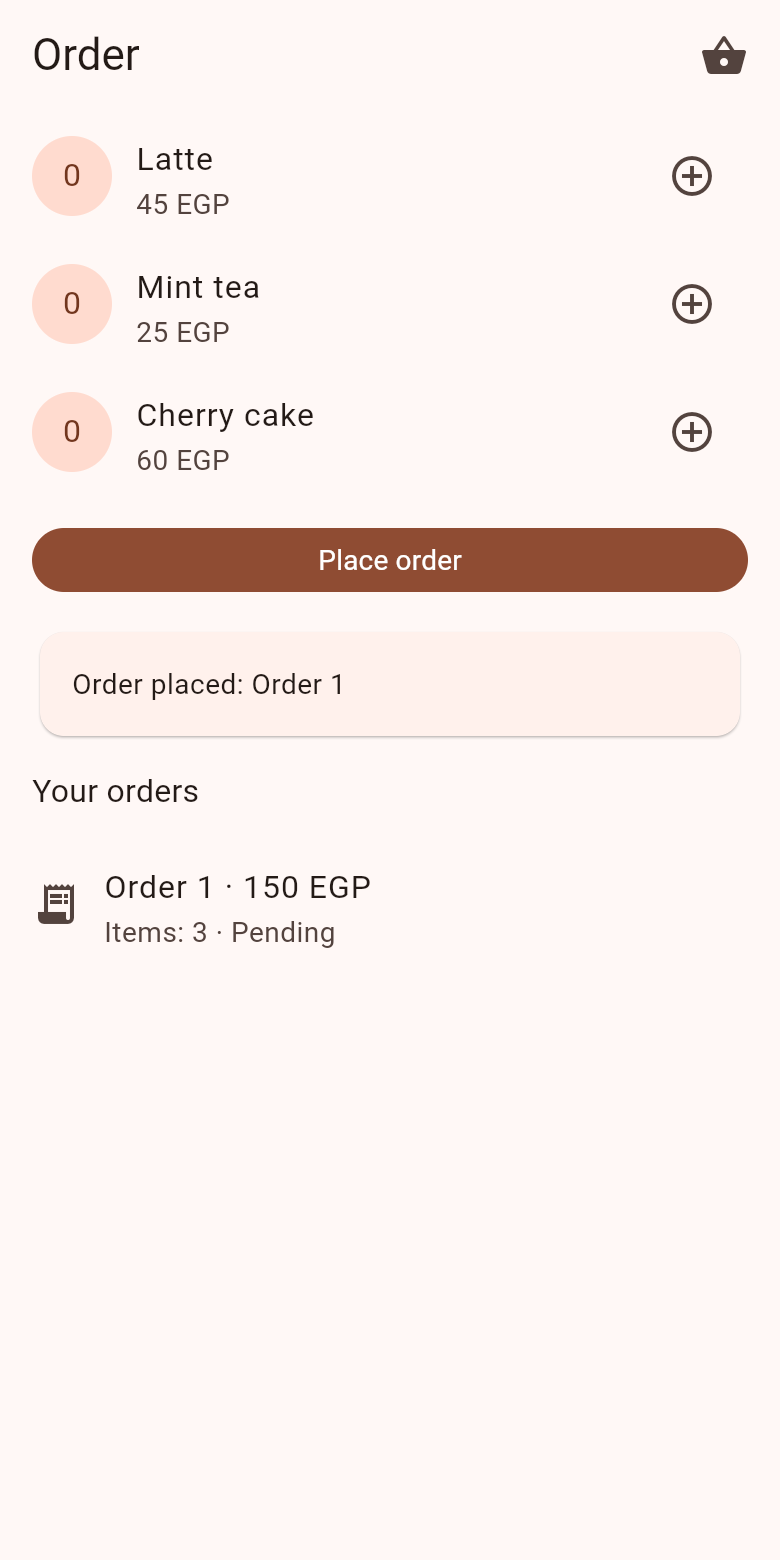 Order
0
Latte
45 EGP
0
Mint tea
25 EGP
0
Cherry cake
60 EGP
Place order
Order placed: Order 1
Your orders
Order 1 · 150 EGP
Items: 3 · Pending